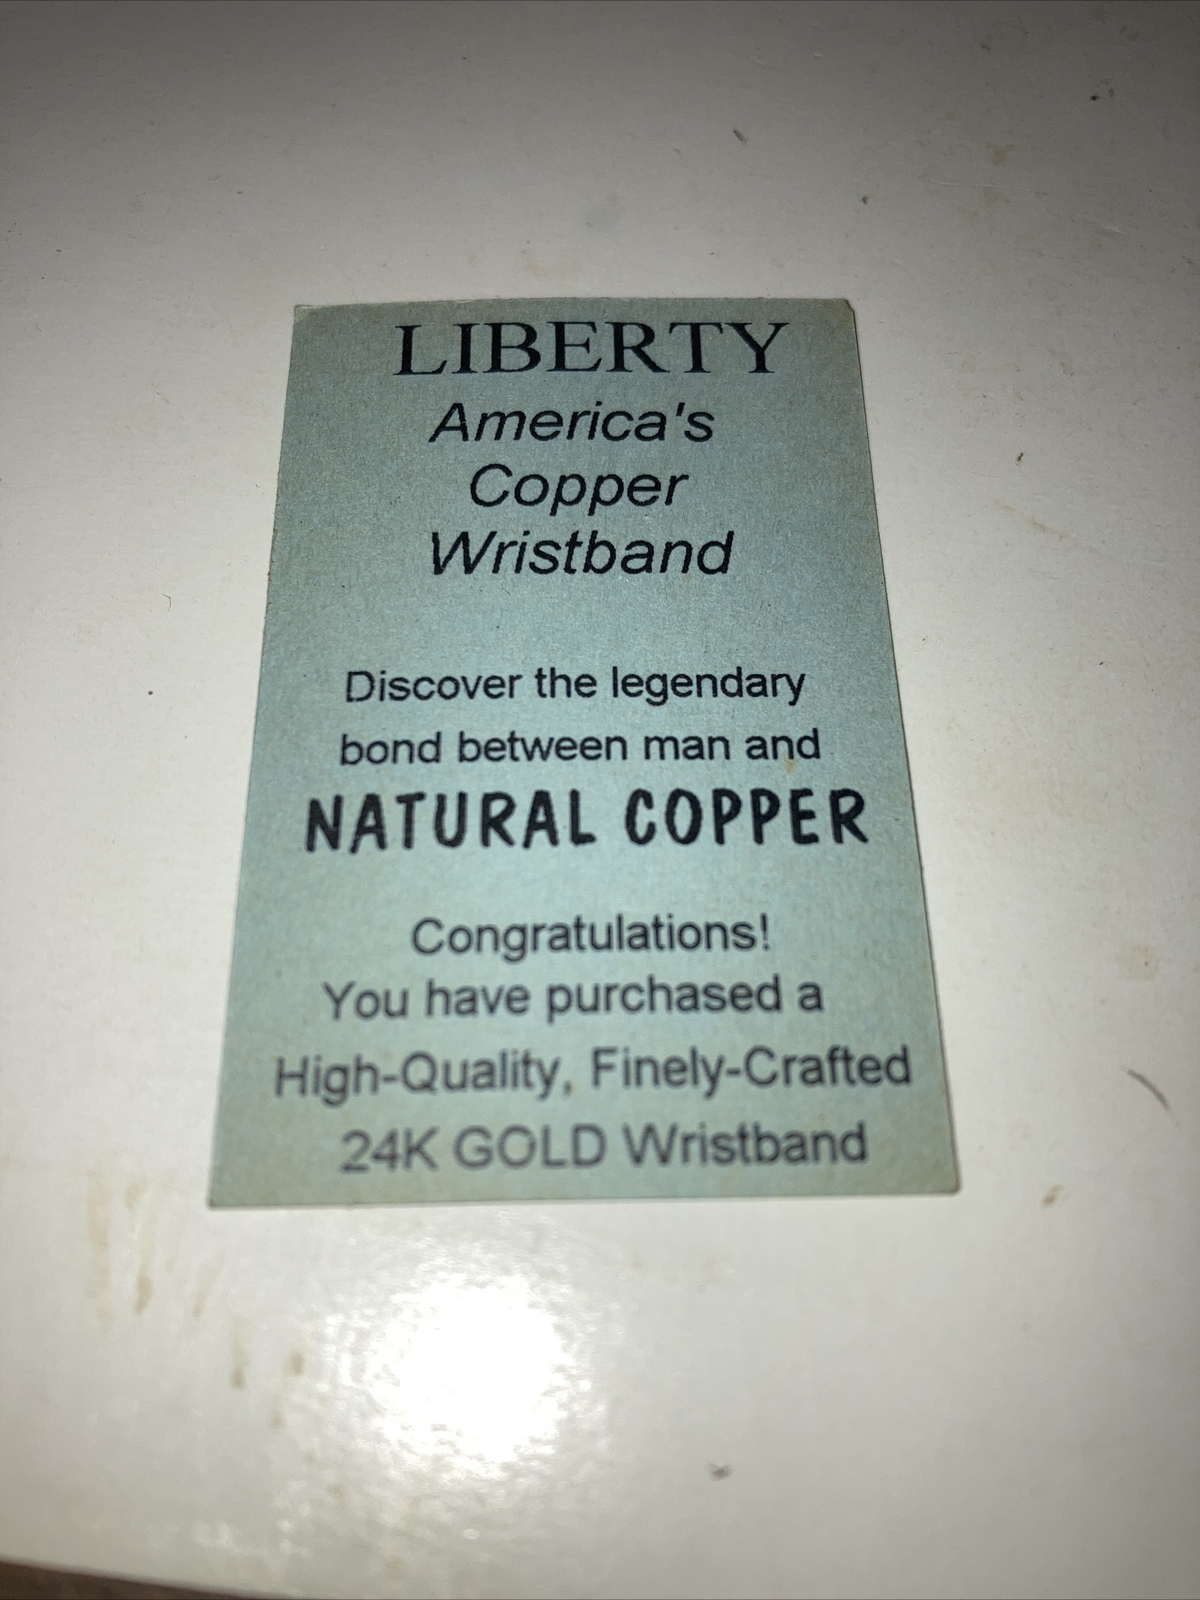 LIBERTY
America's
Copper
Wristband
Discover the legendary
bond between man and
NATURAL COPPER
Congratulations!
You have purchased a
High-Quality, Finely-Crafted
24K GOLD Wristband